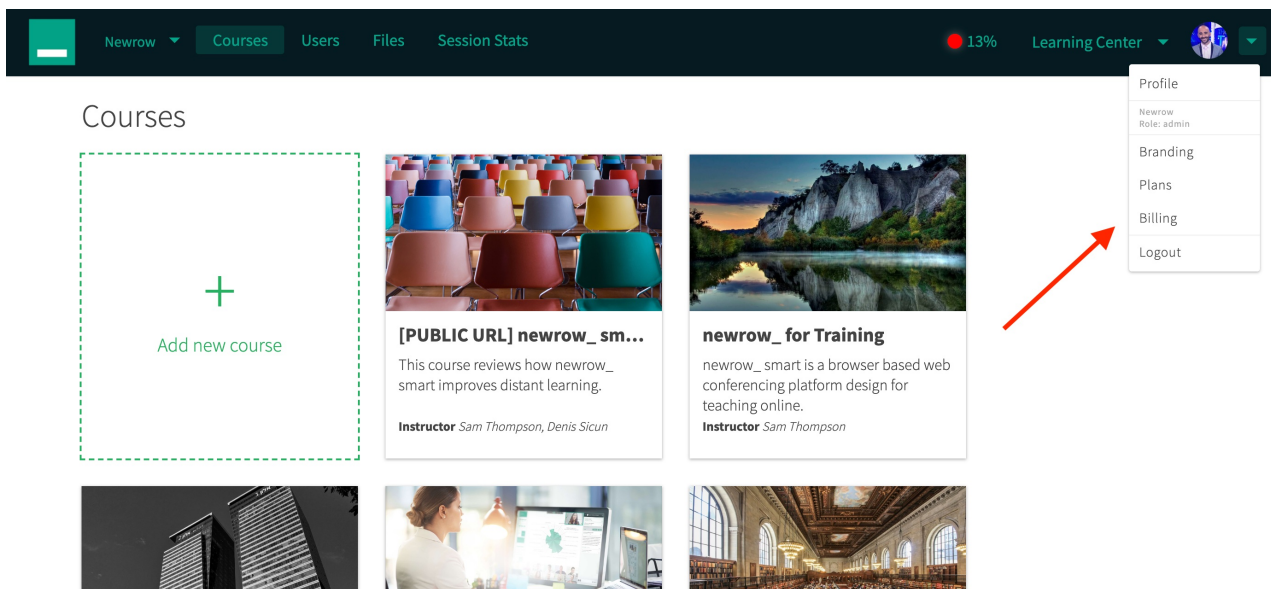 Newrow
Courses
Users
Files
Session Stats
13%
Learning Center
Profile
Newrow
Role: admin
Branding
Plans
Billing
Logout
Courses
Add new course
[PUBLIC URL] newrow_ sm...
This course reviews how newrow_
smart improves distant learning.
Instructor Sam Thompson, Denis Sicun
newrow_ for Training
newrow_ smart is a browser based web
conferencing platform design for
teaching online.
Instructor Sam Thompson